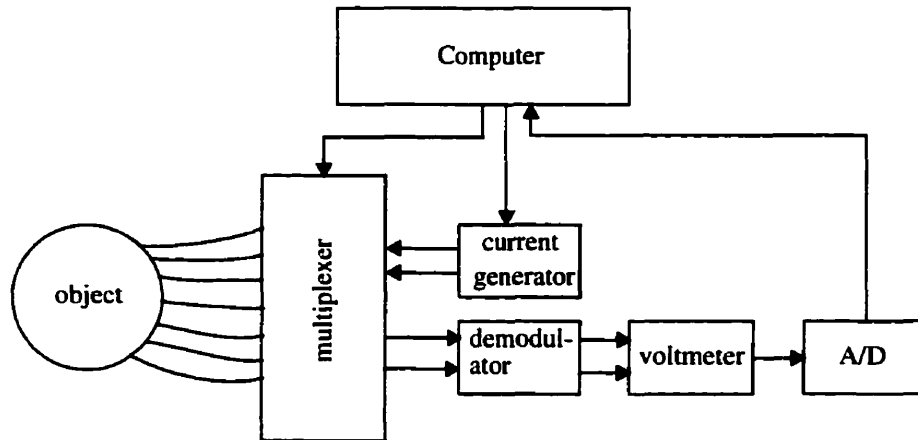 Computer
object
multiplexer
current
generator
demodul-
ator
voltmeter
A/D